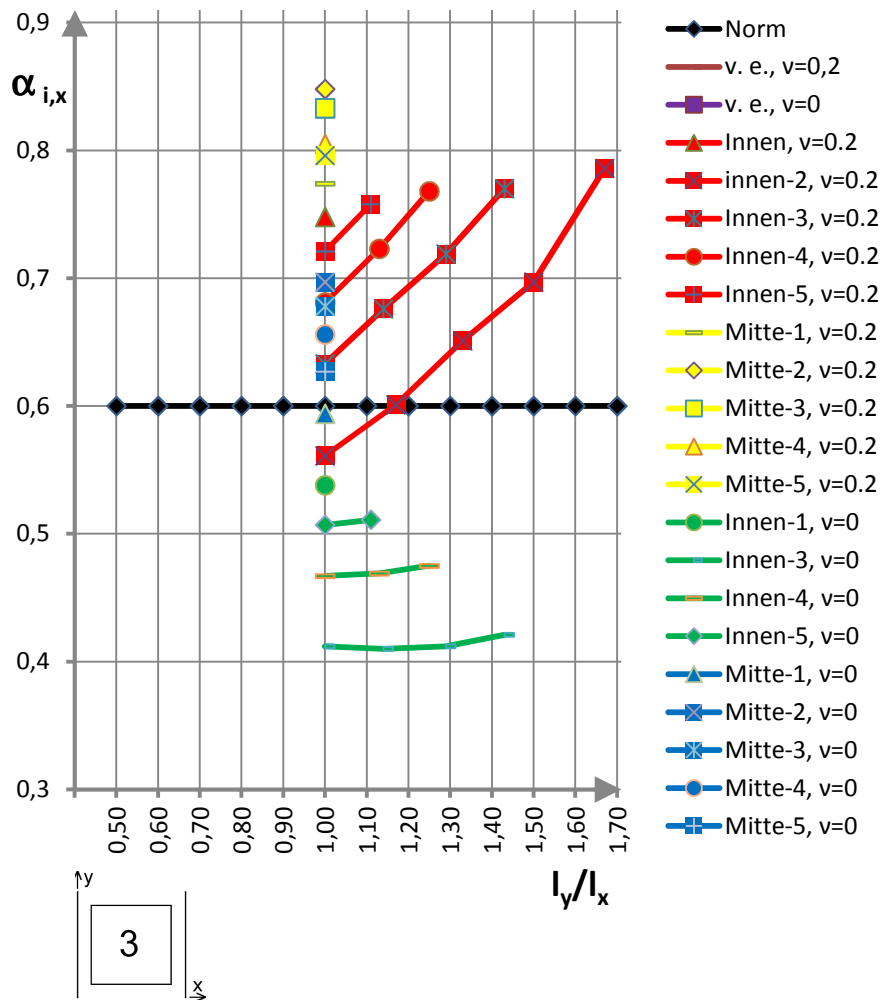 0,9
α i,x
0,8
0,7
0,6
0,5
0,4
0,3
0,50 0,60 0,70 0,80 0,90 1,00 1,10 1,20 1,30 1,40 1,50 1,60 1,70
ly/lx
y
3
x
Norm
v. e., ν=0,2
v. e., ν=0
Innen, ν=0.2
innen-2, ν=0.2
Innen-3, ν=0.2
Innen-4, ν=0.2
Innen-5, ν=0.2
Mitte-1, ν=0.2
Mitte-2, ν=0.2
Mitte-3, ν=0.2
Mitte-4, ν=0.2
Mitte-5, ν=0.2
Innen-1, ν=0
Innen-3, ν=0
Innen-4, ν=0
Innen-5, ν=0
Mitte-1, ν=0
Mitte-2, ν=0
Mitte-3, ν=0
Mitte-4, ν=0
Mitte-5, ν=0